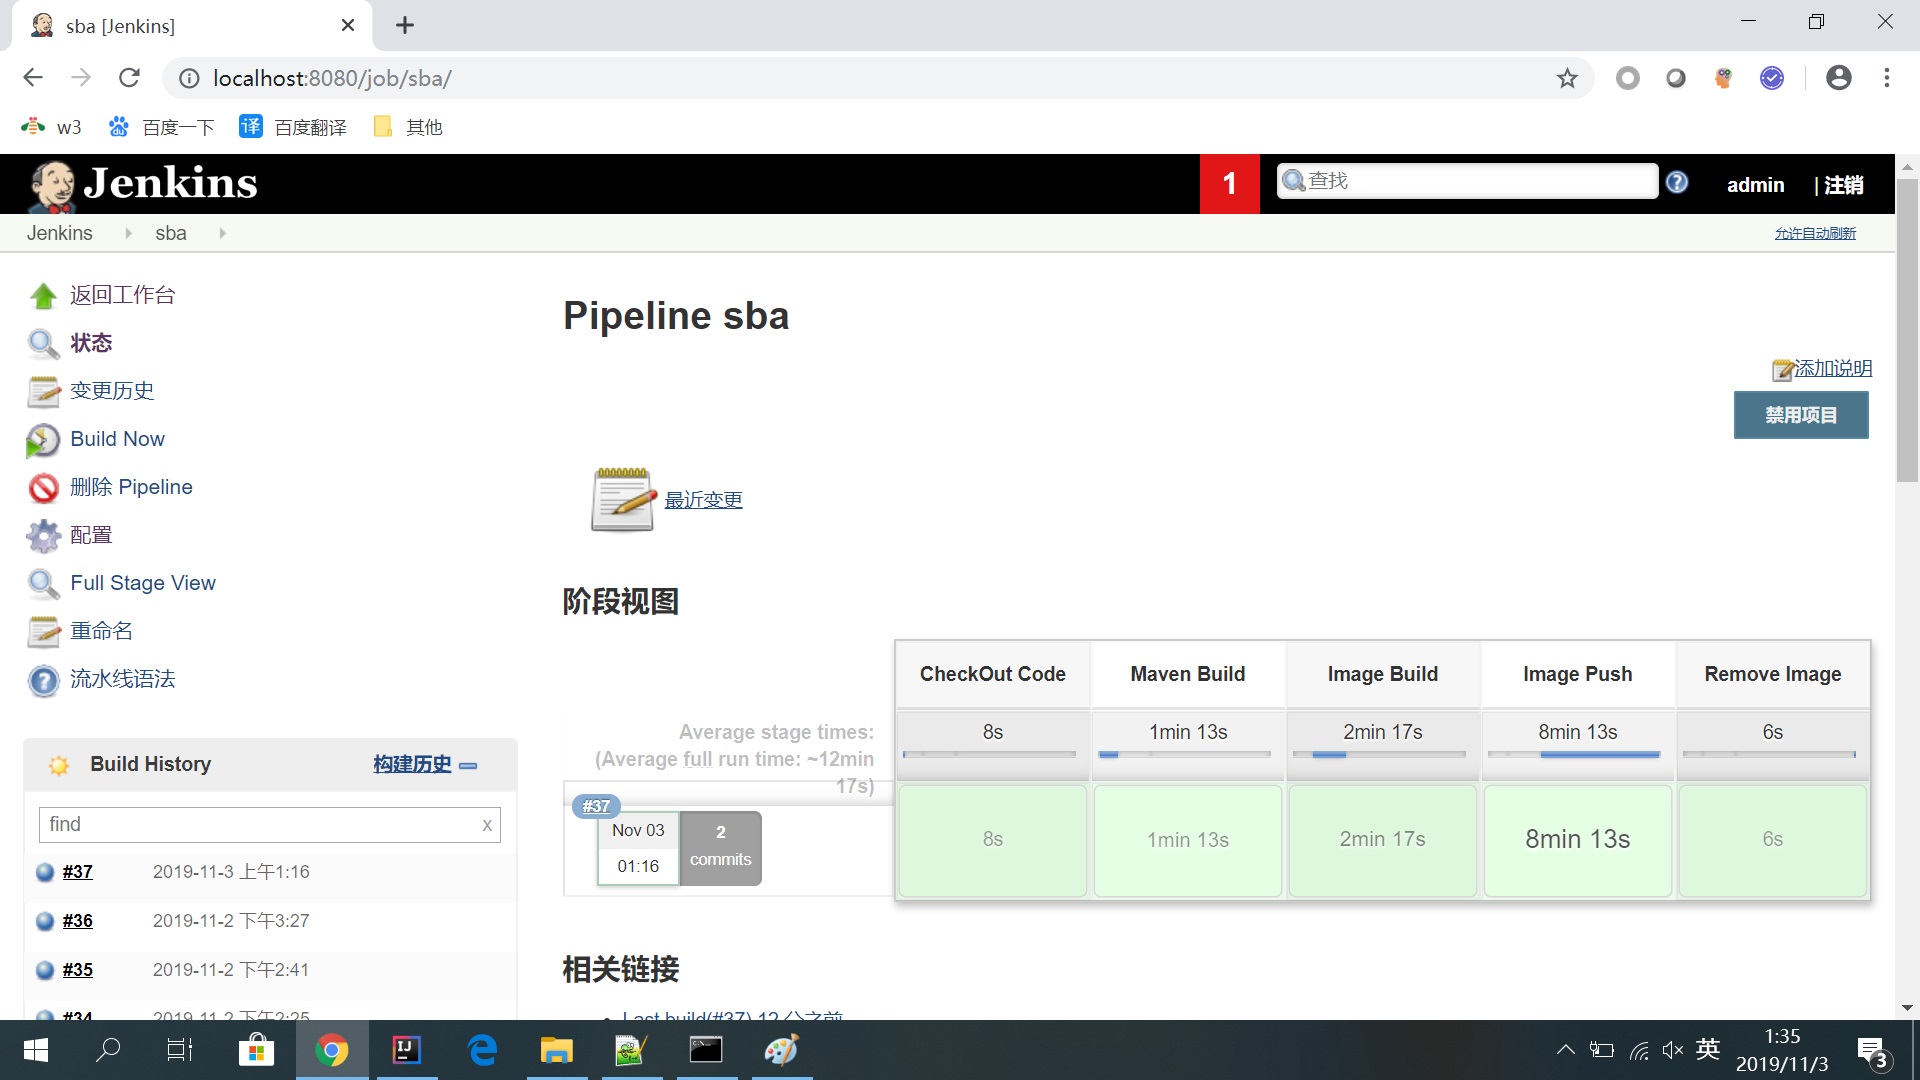 sba [Jenkins]
localhost:8080/job/sba/
w3 百度一下 译 百度翻译 其他
Jenkins 1 查找 admin | 注销
Jenkins sba 允许自动刷新
返回工作台
状态
变更历史
Build Now
删除 Pipeline
配置
Full Stage View
重命名
流水线语法
Build History 构建历史
find x
#37 2019-11-3 上午1:16
#36 2019-11-2 下午3:27
#35 2019-11-2 下午2:41
#34 2019-11-2 下午2:25
Pipeline sba
添加说明
禁用项目
最近变更
阶段视图
CheckOut Code Maven Build Image Build Image Push Remove Image
Average stage times:
(Average full run time: ~12min
17s)
8s 1min 13s 2min 17s 8min 13s 6s
#37
Nov 03
01:16
2
commits
8s 1min 13s 2min 17s 8min 13s 6s
相关链接
Last build(#37),12 分之前
英
1:35
2019/11/3
3